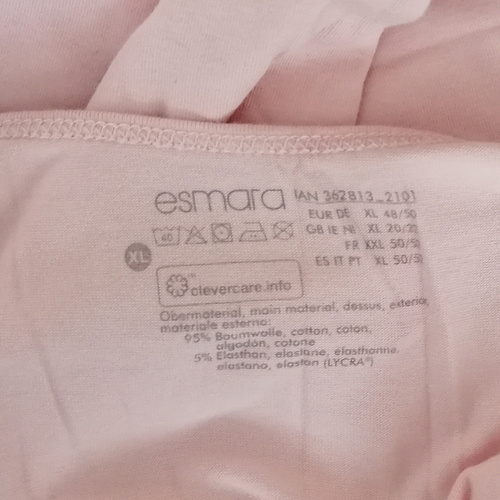 esmara
IAN 362813_2101
EUR DE XL 48/50
GB IE NI XL 20/22
FR XXL 50/52
ES IT PT XL 50/52
60
XL
clevercare.info
Obermaterial, main material, dessus, exterior,
materiale esterno:
95% Baumwolle, cotton, coton,
algodón, cotone
5% Elasthan, elastane, élasthanne,
elastano, elastan (LYCRA®)